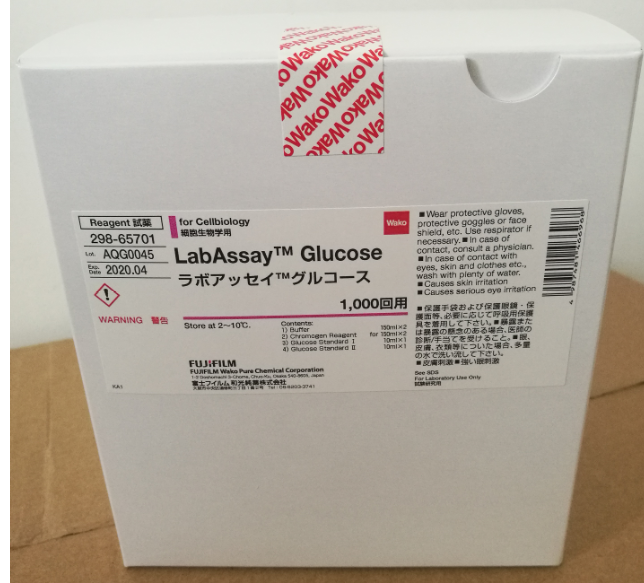 Wako Wako Wako
Reagent 試薬
298-65701
Lot. AQG0045
Exp. Date 2020.04
WARNING 警告
for Cellbiology
細胞生物学用
Wako
LabAssay™ Glucose
ラボアッセイ™グルコース
1,000回用
Store at 2~10℃.
Contents:
1) Buffer 150ml×2
2) Chromogen Reagent for 150ml×2
3) Glucose Standard I 10ml×1
4) Glucose Standard II 10ml×1
FUJIFILM
FUJIFILM Wako Pure Chemical Corporation
富士フイルム 和光純薬株式会社
KA1
■ Wear protective gloves,
protective goggles or face
shield, etc. Use respirator if
necessary. ■ In case of
contact, consult a physician.
■ In case of contact with
eyes, skin and clothes etc.,
wash with plenty of water.
■ Causes skin irritation
■ Causes serious eye irritation
■ 保護手袋および保護眼鏡・保
護面等、必要に応じて呼吸用保護
具を着用して下さい。■ 暴露また
は暴露の懸念のある場合、医師の
診断/手当てを受けること。■ 眼、
皮膚、衣類等についた場合、多量
の水で洗い流して下さい。
■ 皮膚刺激 ■ 強い眼刺激
See SDS
For Laboratory Use Only
試験研究用